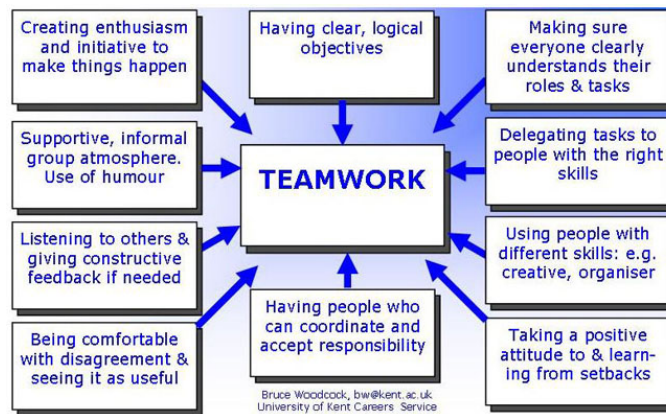 Creating enthusiasm
and initiative to
make things happen
Having clear, logical
objectives
Making sure
everyone clearly
understands their
roles & tasks
Supportive, informal
group atmosphere.
Use of humour
TEAMWORK
Delegating tasks to
people with the right
skills
Listening to others &
giving constructive
feedback if needed
Using people with
different skills: e.g.
creative, organiser
Being comfortable
with disagreement &
seeing it as useful
Having people who
can coordinate and
accept responsibility
Taking a positive
attitude to & learn-
ing from setbacks
Bruce Woodcock, bw@kent.ac.uk
University of Kent Careers Service